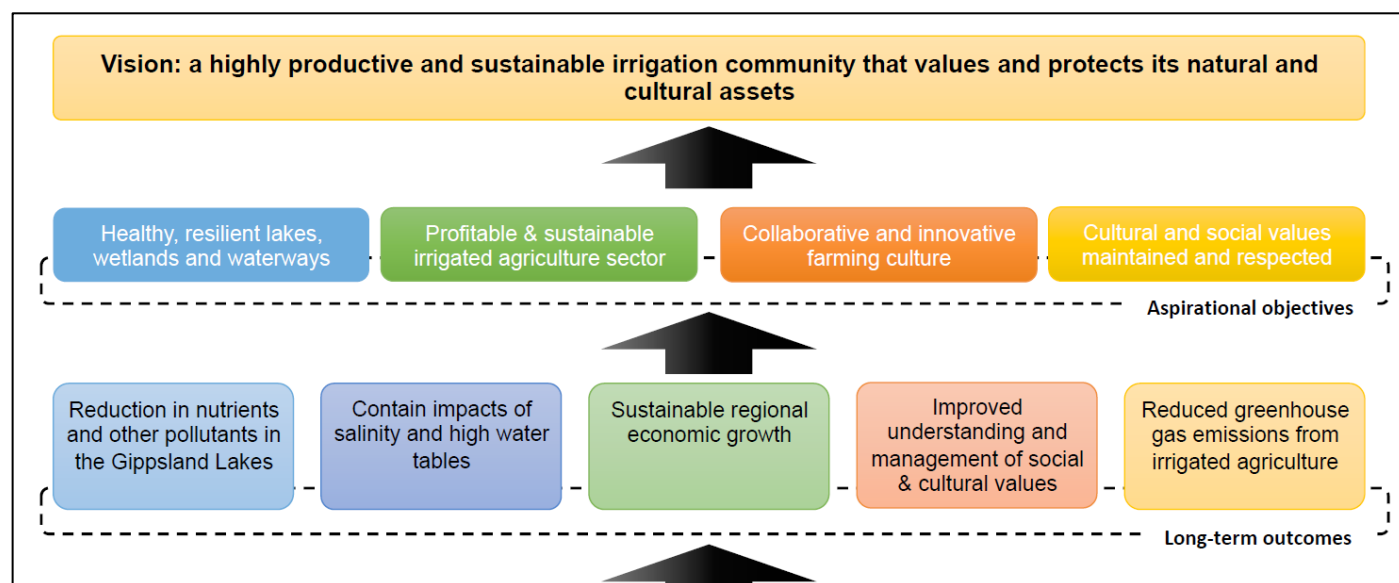 Vision: a highly productive and sustainable irrigation community that values and protects its natural and
cultural assets
Healthy, resilient lakes,
wetlands and waterways
Profitable & sustainable
irrigated agriculture sector
Collaborative and innovative
farming culture
Cultural and social values
maintained and respected
Aspirational objectives
Reduction in nutrients
and other pollutants in
the Gippsland Lakes
Contain impacts of
salinity and high water
tables
Sustainable regional
economic growth
Improved
understanding and
management of social
& cultural values
Reduced greenhouse
gas emissions from
irrigated agriculture
Long-term outcomes